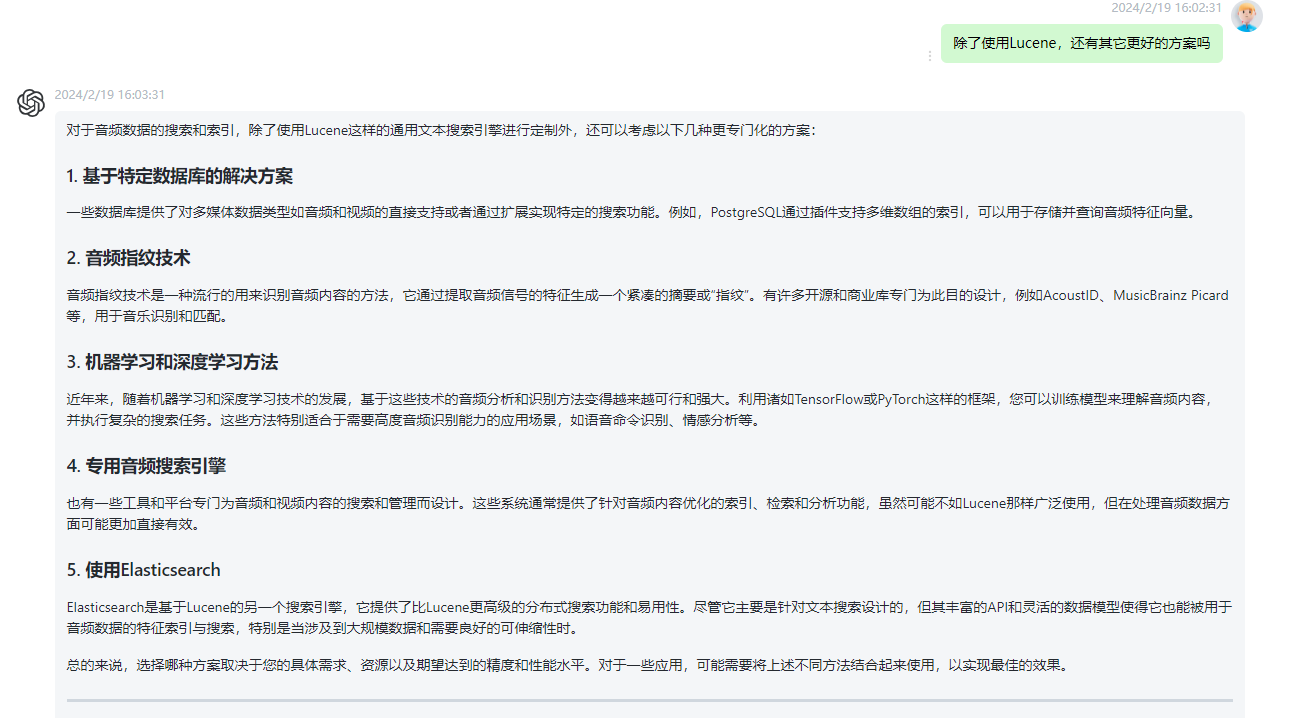 2024/2/19 16:02:31
除了使用Lucene，还有其它更好的方案吗
2024/2/19 16:03:31
对于音频数据的搜索和索引，除了使用Lucene这样的通用文本搜索引擎进行定制外，还可以考虑以下几种更专门化的方案：
1. 基于特定数据库的解决方案
一些数据库提供了对多媒体数据类型如音频和视频的直接支持或者通过扩展实现特定的搜索功能。例如，PostgreSQL通过插件支持多维数组的索引，可以用于存储并查询音频特征向量。
2. 音频指纹技术
音频指纹技术是一种流行的用来识别音频内容的方法，它通过提取音频信号的特征生成一个紧凑的摘要或“指纹”。有许多开源和商业库专门为此目的设计，例如AcoustID、MusicBrainz Picard
等，用于音乐识别和匹配。
3. 机器学习和深度学习方法
近年来，随着机器学习和深度学习技术的发展，基于这些技术的音频分析和识别方法变得越来越可行和强大。利用诸如TensorFlow或PyTorch这样的框架，您可以训练模型来理解音频内容，
并执行复杂的搜索任务。这些方法特别适合于需要高度音频识别能力的应用场景，如语音命令识别、情感分析等。
4. 专用音频搜索引擎
也有一些工具和平台专门为音频和视频内容的搜索和管理而设计。这些系统通常提供了针对音频内容优化的索引、检索和分析功能，虽然可能不如Lucene那样广泛使用，但在处理音频数据方
面可能更加直接有效。
5. 使用Elasticsearch
Elasticsearch是基于Lucene的另一个搜索引擎，它提供了比Lucene更高级的分布式搜索功能和易用性。尽管它主要是针对文本搜索设计的，但其丰富的API和灵活的数据模型使得它也能被用于
音频数据的特征索引与搜索，特别是当涉及到大规模数据和需要良好的可伸缩性时。
总的来说，选择哪种方案取决于您的具体需求、资源以及期望达到的精度和性能水平。对于一些应用，可能需要将上述不同方法结合起来使用，以实现最佳的效果。